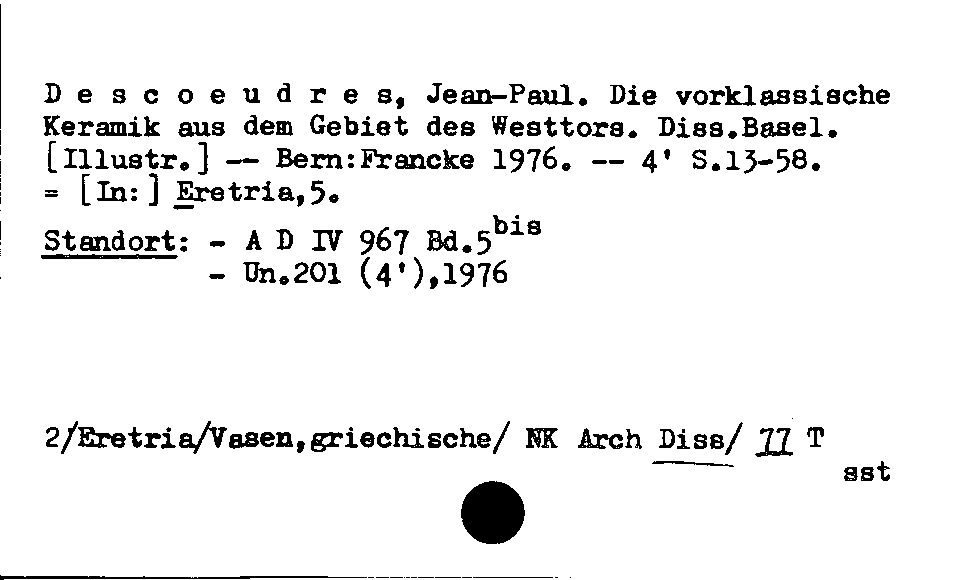 D e s c o e u d r e s, Jean-Paul. Die vorklassische
Keramik aus dem Gebiet des Westtors. Diss.Basel.
[Illustr.] -- Bern:Francke 1976. -- 4' S.13-58.
= [In:] Eretria,5.
Standort: - A D IV 967 Bd.5bis
- Un.201 (4'),1976
2/Eretria/Vasen,griechische/ NK Arch Diss/ 77 T
sst